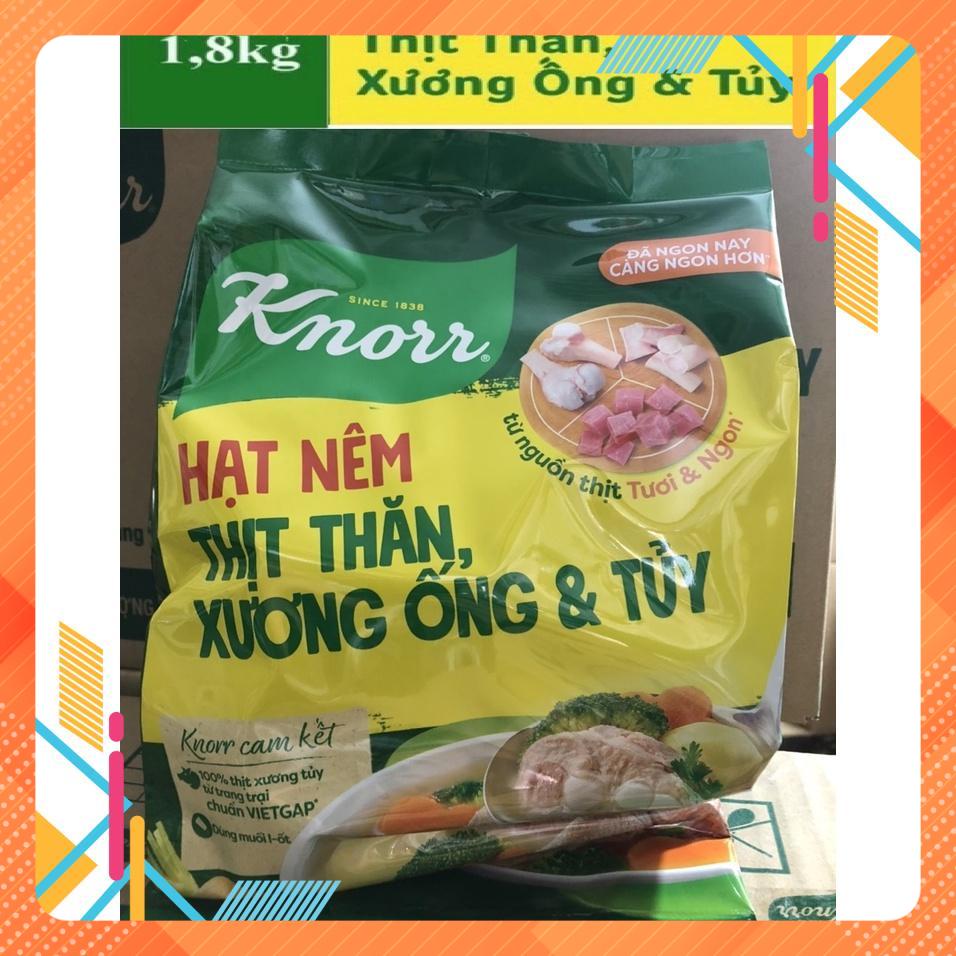 1,8kg
Thịt Thăn,
Xương Ống & Tủy
Knorr
SINCE 1838
ĐÃ NGON NAY
CÀNG NGON HƠN
từ nguồn thịt Tươi & Ngon*
HẠT NÊM
THỊT THĂN,
XƯƠNG ỐNG & TỦY
Knorr cam kết
100% thịt xương tủy
từ trang trại
chuẩn VIETGAP*
Dùng muối I-ốt